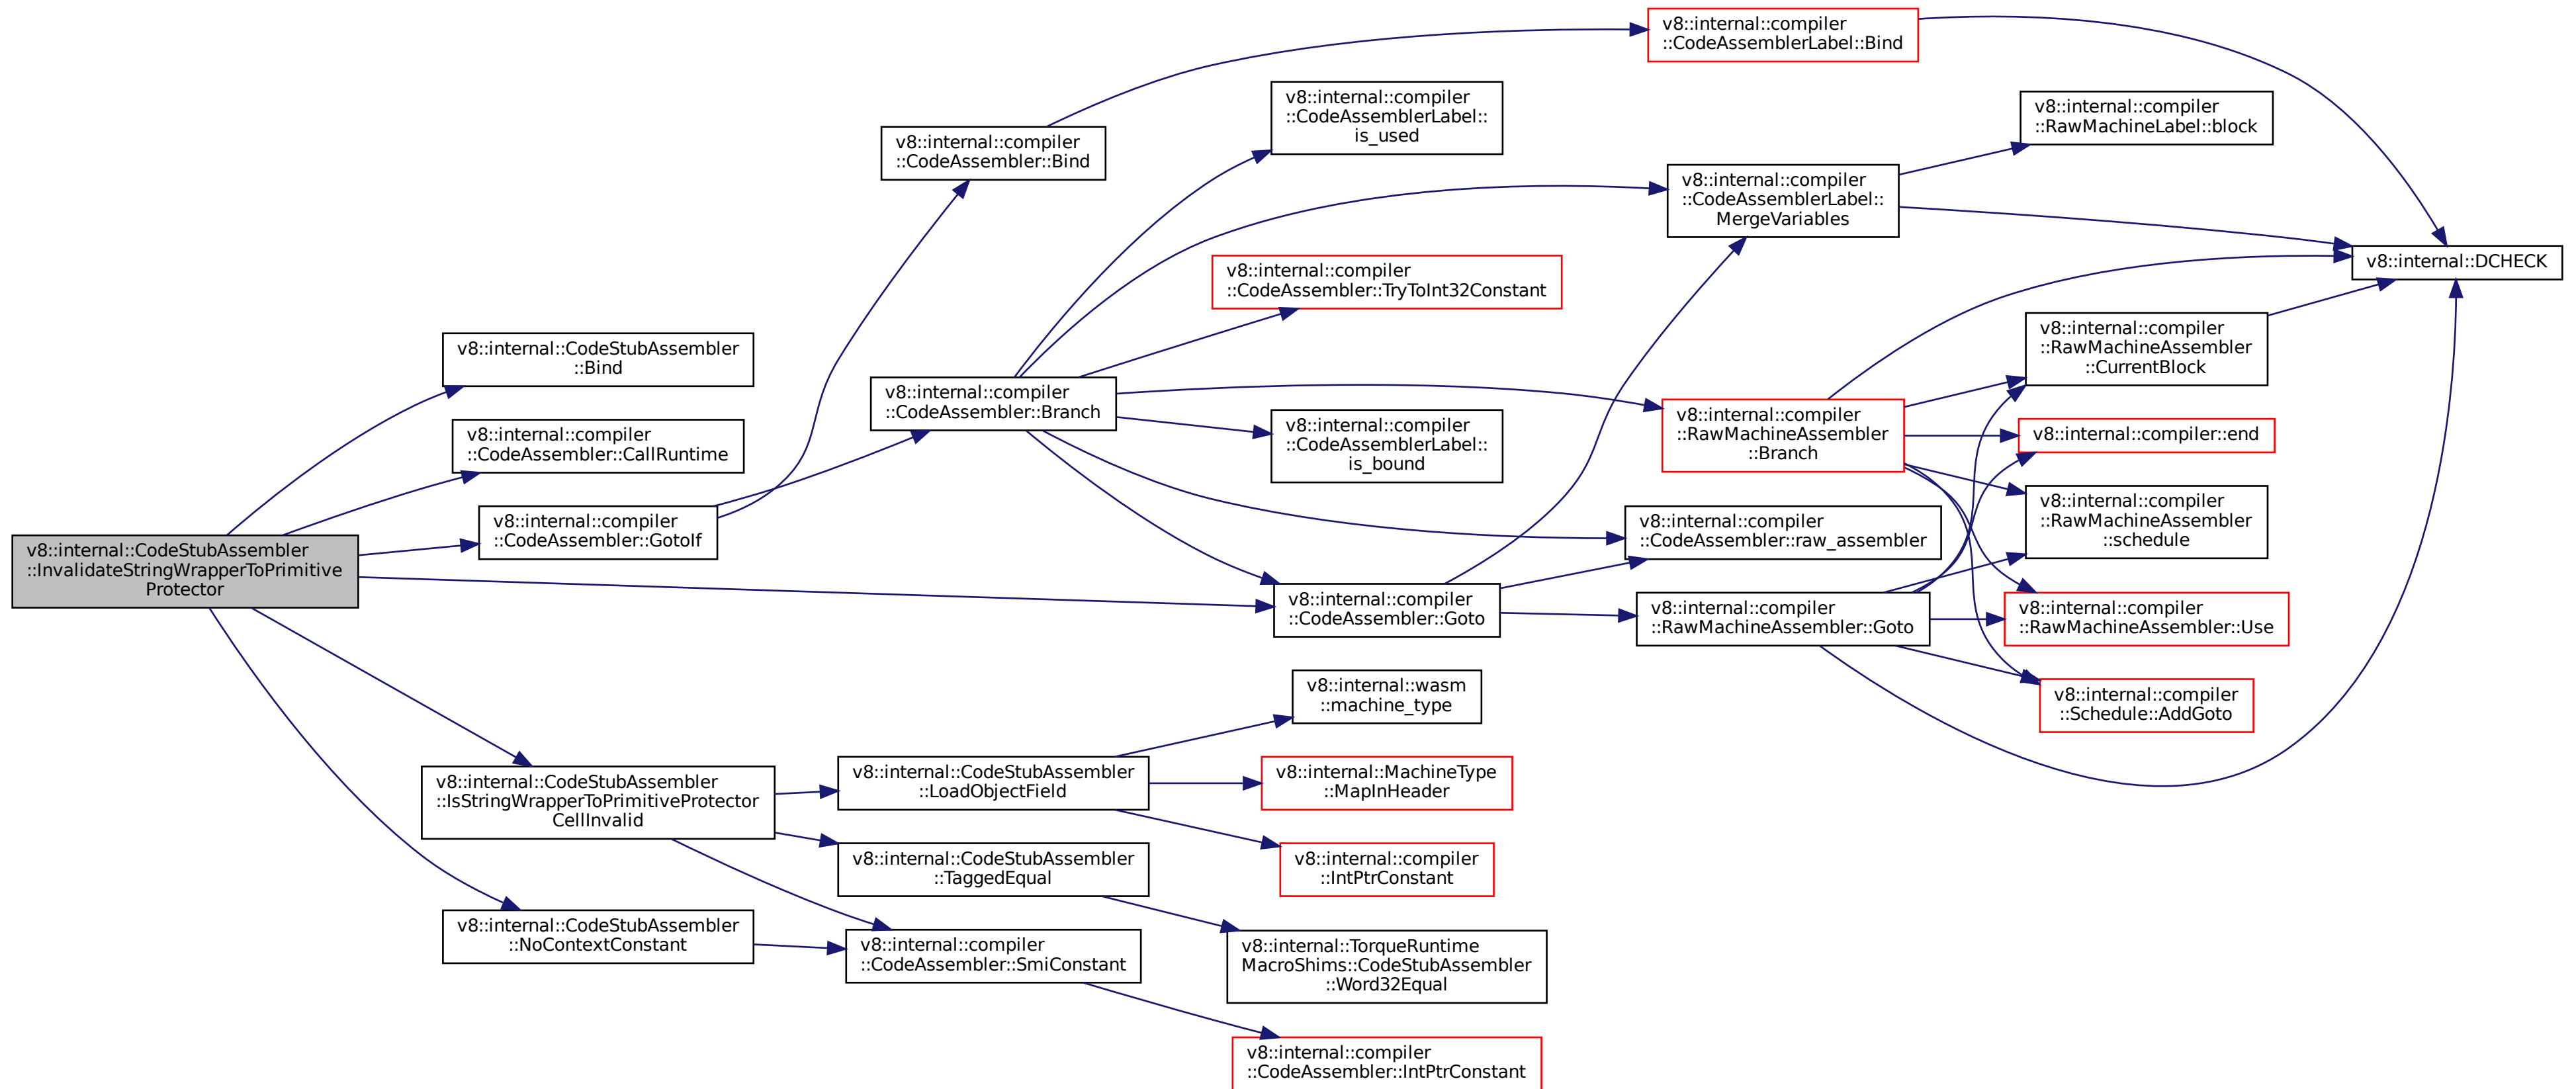 v8::internal::CodeStubAssembler
::InvalidateStringWrapperToPrimitive
Protector
v8::internal::CodeStubAssembler
::Bind
v8::internal::compiler
::CodeAssembler::CallRuntime
v8::internal::compiler
::CodeAssembler::GotoIf
v8::internal::CodeStubAssembler
::IsStringWrapperToPrimitiveProtector
CellInvalid
v8::internal::CodeStubAssembler
::NoContextConstant
v8::internal::compiler
::CodeAssembler::Bind
v8::internal::compiler
::CodeAssembler::Branch
v8::internal::CodeStubAssembler
::LoadObjectField
v8::internal::CodeStubAssembler
::TaggedEqual
v8::internal::compiler
::CodeAssembler::SmiConstant
v8::internal::compiler
::CodeAssemblerLabel::
is_used
v8::internal::compiler
::CodeAssembler::TryToInt32Constant
v8::internal::compiler
::CodeAssemblerLabel::
is_bound
v8::internal::compiler
::CodeAssembler::Goto
v8::internal::wasm
::machine_type
v8::internal::MachineType
::MapInHeader
v8::internal::compiler
::IntPtrConstant
v8::internal::TorqueRuntime
MacroShims::CodeStubAssembler
::Word32Equal
v8::internal::compiler
::CodeAssembler::IntPtrConstant
v8::internal::compiler
::CodeAssemblerLabel::Bind
v8::internal::compiler
::CodeAssemblerLabel::
MergeVariables
v8::internal::compiler
::RawMachineAssembler
::Branch
v8::internal::compiler
::CodeAssembler::raw_assembler
v8::internal::compiler
::RawMachineAssembler::Goto
v8::internal::compiler
::RawMachineLabel::block
v8::internal::compiler
::RawMachineAssembler
::CurrentBlock
v8::internal::compiler::end
v8::internal::compiler
::RawMachineAssembler
::schedule
v8::internal::compiler
::RawMachineAssembler::Use
v8::internal::compiler
::Schedule::AddGoto
v8::internal::DCHECK